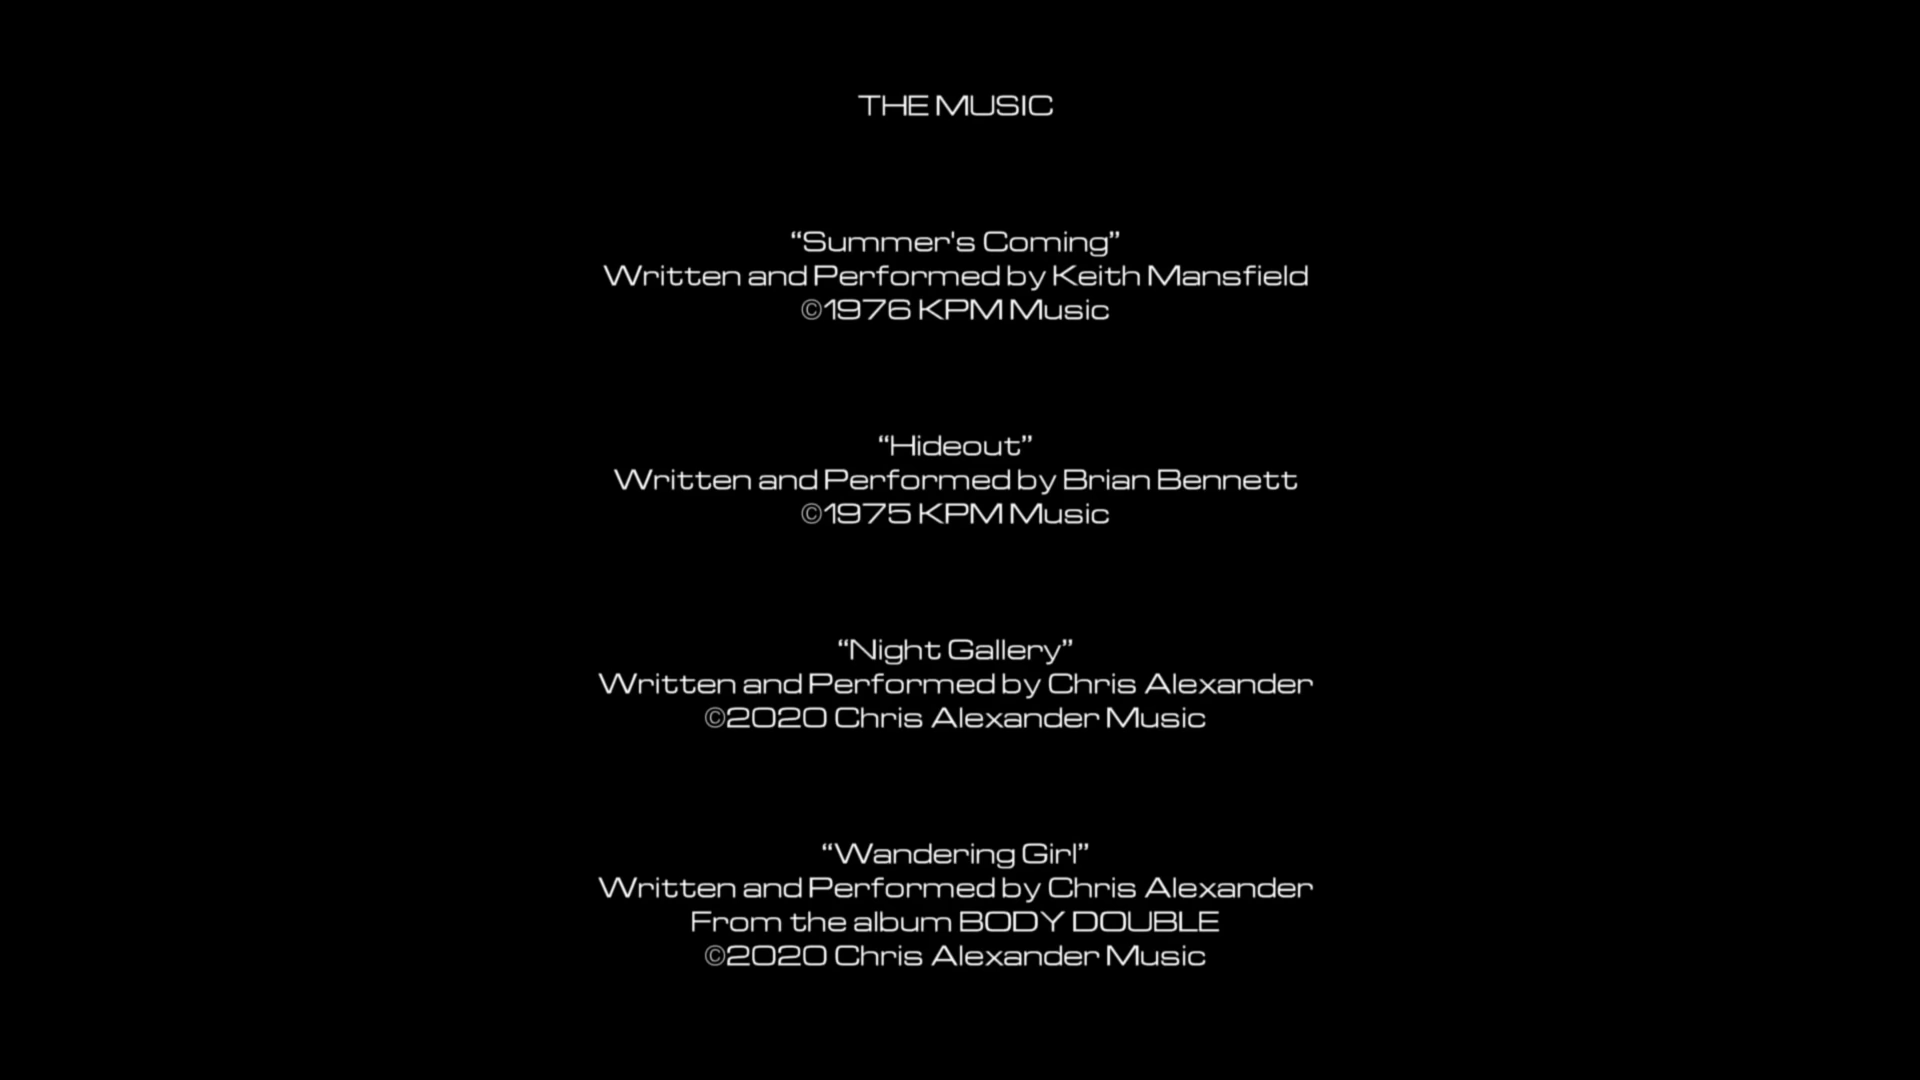 THE MUSIC
“Summer's Coming”
Written and Performed by Keith Mansfield
©1976 KPM Music
“Hideout”
Written and Performed by Brian Bennett
©1975 KPM Music
“Night Gallery”
Written and Performed by Chris Alexander
©2020 Chris Alexander Music
“Wandering Girl”
Written and Performed by Chris Alexander
From the album BODY DOUBLE
©2020 Chris Alexander Music